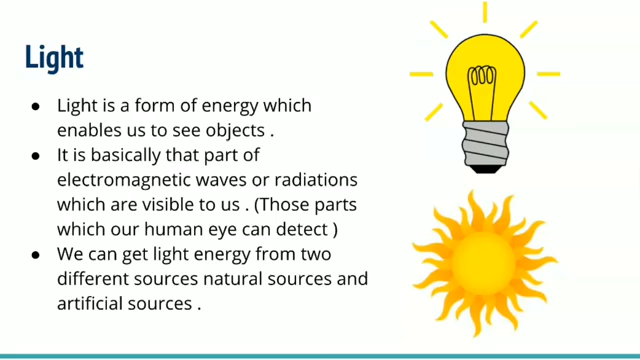 Light
● Light is a form of energy which
enables us to see objects .
● It is basically that part of
electromagnetic waves or radiations
which are visible to us . (Those parts
which our human eye can detect )
● We can get light energy from two
different sources natural sources and
artificial sources .